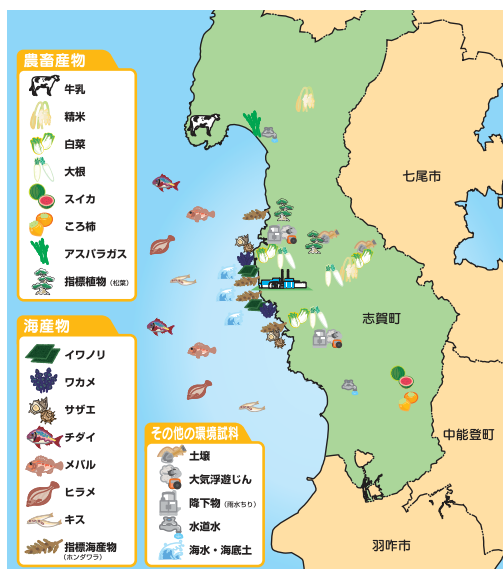 農畜産物
牛乳
精米
白菜
大根
スイカ
ころ柿
アスパラガス
指標植物(松葉)
海産物
イワノリ
ワカメ
サザエ
チダイ
メバル
ヒラメ
キス
指標海産物
(ホンダワラ)
その他の環境試料
土壌
大気浮遊じん
降下物(雨水ちり)
水道水
海水・海底土
七尾市
志賀町
中能登町
羽咋市